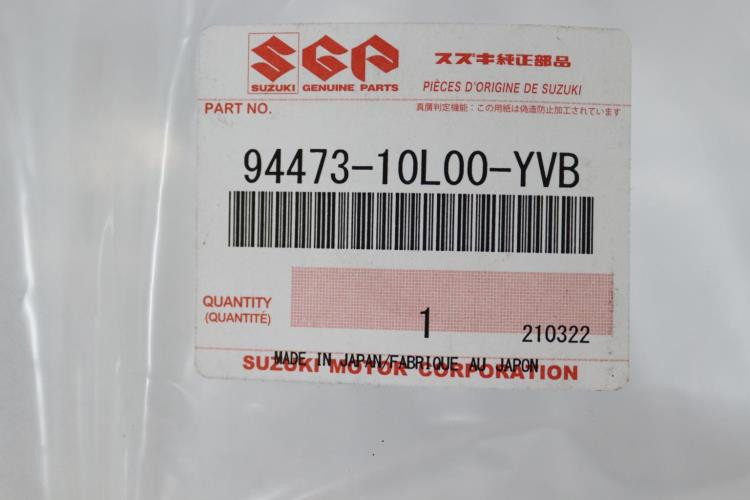 SGP
SUZUKI GENUINE PARTS
スズキ純正部品
PIÈCES D'ORIGINE DE SUZUKI
PART NO.
真贋判定機能：この用紙は偽造防止加工されています
94473-10L00-YVB
QUANTITY
(QUANTITÉ)
1
210322
MADE IN JAPAN/FABRIQUE AU JAPON
SUZUKI MOTOR CORPORATION